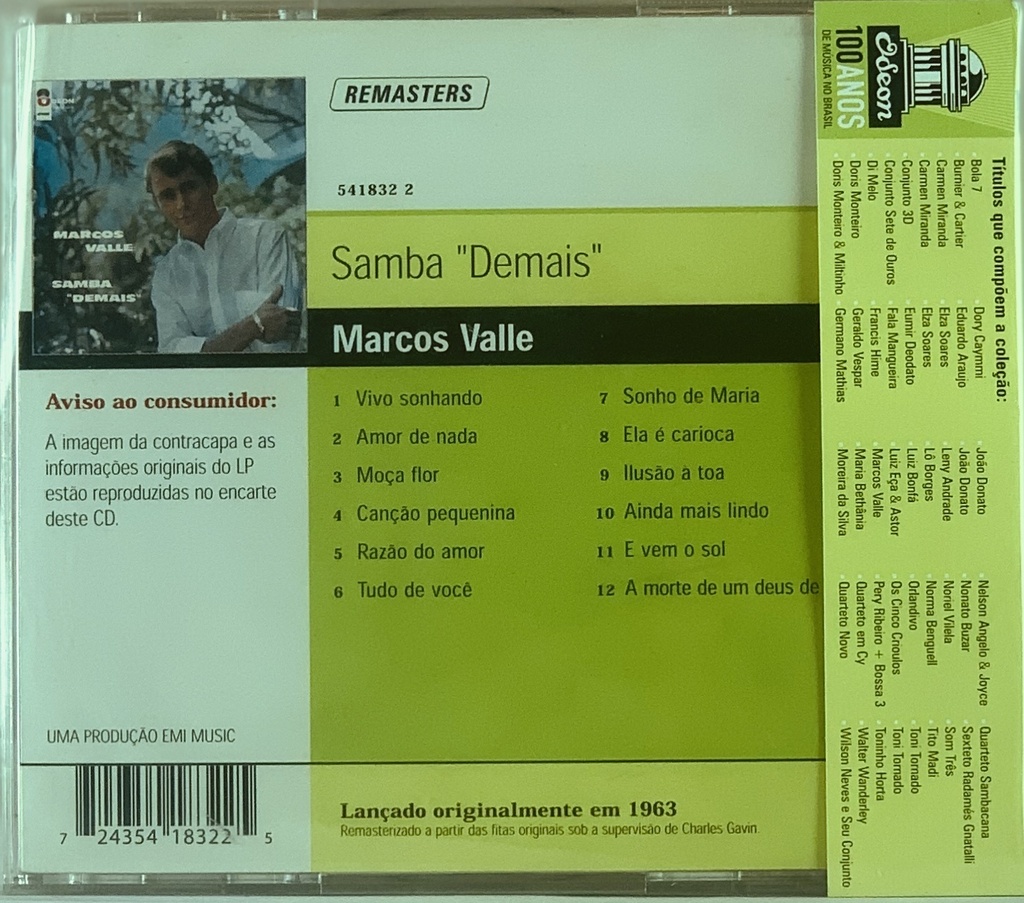 ODEON
MARCOS
VALLE
SAMBA
"DEMAIS"
REMASTERS
541832 2
Samba "Demais"
Marcos Valle
Aviso ao consumidor:
A imagem da contracapa e as
informações originais do LP
estão reproduzidas no encarte
deste CD.
1 Vivo sonhando
2 Amor de nada
3 Moça flor
4 Canção pequenina
5 Razão do amor
6 Tudo de você
7 Sonho de Maria
8 Ela é carioca
9 Ilusão à toa
10 Ainda mais lindo
11 E vem o sol
12 A morte de um deus de
UMA PRODUÇÃO EMI MUSIC
7 24354 18322 5
Lançado originalmente em 1963
Remasterizado a partir das fitas originais sob a supervisão de Charles Gavin.
Odeon
100 ANOS
DE MÚSICA NO BRASIL
Títulos que compõem a coleção:
Bola 7
Burnier & Cartier
Carmen Miranda
Carmen Miranda
Conjunto 3D
Conjunto Sete de Ouros
Di Melo
Doris Monteiro
Doris Monteiro & Miltinho
Dory Caymmi
Eduardo Araujo
Elza Soares
Elza Soares
Eumir Deodato
Fala Mangueira
Francis Hime
Geraldo Vespar
Germano Mathias
João Donato
João Donato
Leny Andrade
Lô Borges
Luiz Bonfá
Luiz Eça & Astor
Marcos Valle
Maria Bethânia
Moreira da Silva
Nelson Angelo & Joyce
Nonato Buzar
Noriel Vilela
Norma Benguell
Orlandivo
Os Cinco Crioulos
Pery Ribeiro + Bossa 3
Quarteto em Cy
Quarteto Novo
Quarteto Sambacana
Sexteto Radamés Gnatalli
Som Três
Tito Madi
Toni Tornado
Toni Tornado
Toninho Horta
Walter Wanderley
Wilson Neves e Seu Conjunto